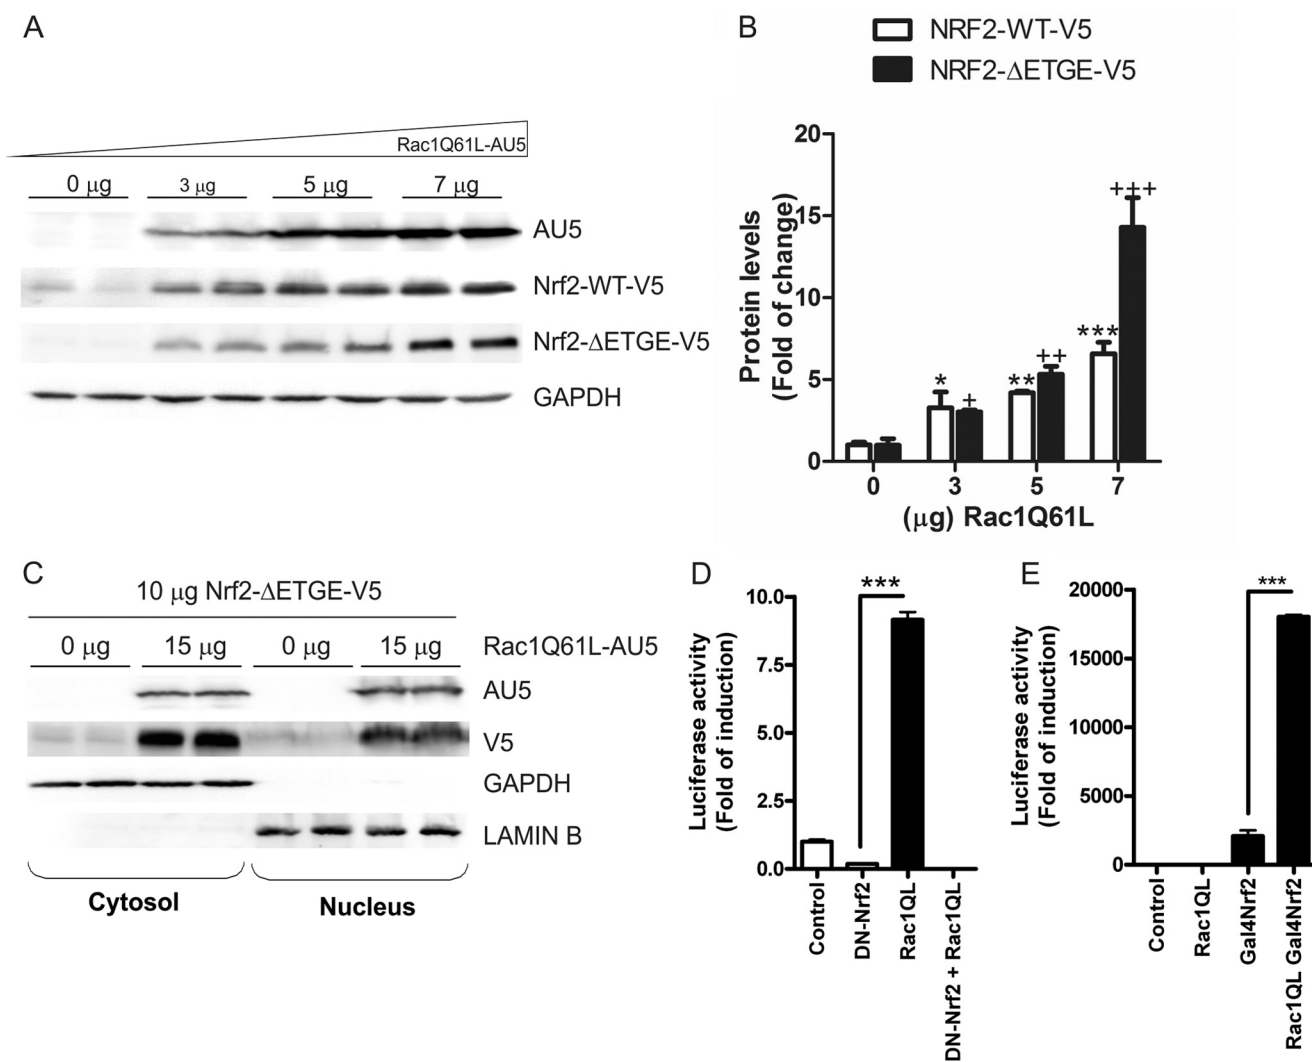 A
Rac1Q61L-AU5
0 µg 3 µg 5 µg 7 µg
AU5
Nrf2-WT-V5
Nrf2-ΔETGE-V5
GAPDH
B
NRF2-WT-V5
NRF2-ΔETGE-V5
Protein levels
(Fold of change)
20
15
10
5
0
* + ** ++ *** +++
0 3 5 7
(µg) Rac1Q61L
C
10 µg Nrf2-ΔETGE-V5
0 µg 15 µg 0 µg 15 µg Rac1Q61L-AU5
AU5
V5
GAPDH
LAMIN B
Cytosol Nucleus
D
Luciferase activity
(Fold of induction)
10.0
7.5
5.0
2.5
0.0
***
Control
DN-Nrf2
Rac1QL
DN-Nrf2 + Rac1QL
E
Luciferase activity
(Fold of induction)
20000
15000
10000
5000
0
***
Control
Rac1QL
Gal4Nrf2
Rac1QL Gal4Nrf2